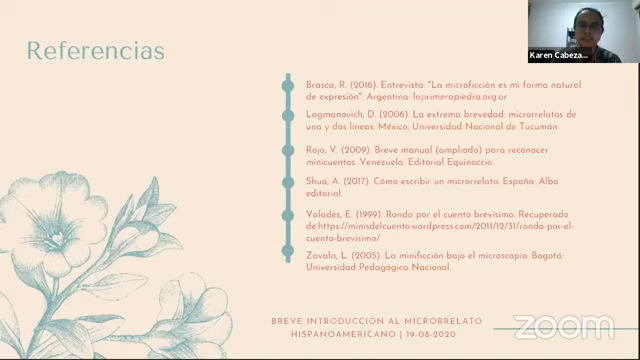 Karen Cabeza...
Referencias
Brasca, R. (2016). Entrevista: "La microficción es mi forma natural
de expresión". Argentina: laprimerapiedra.org.ar
Lagmanovich, D. (2006). La extrema brevedad: microrrelatos de
una y dos líneas. México: Universidad Nacional de Tucumán.
Rojo, V. (2009). Breve manual (ampliado) para reconocer
minicuentos. Venezuela: Editorial Equinoccio.
Shua, A. (2017). Cómo escribir un microrrelato. España: Alba
editorial.
Valadés, E. (1999). Ronda por el cuento brevísimo. Recuperado
de:https://minisdelcuento.wordpress.com/2011/12/31/ronda-por-el-
cuento-brevisimo/
Zavala, L. (2005). La minificción bajo el microscopio. Bogotá:
Universidad Pedagógica Nacional.
BREVE INTRODUCCIÓN AL MICRORRELATO
HISPANOAMERICANO | 19-08-2020
zoom